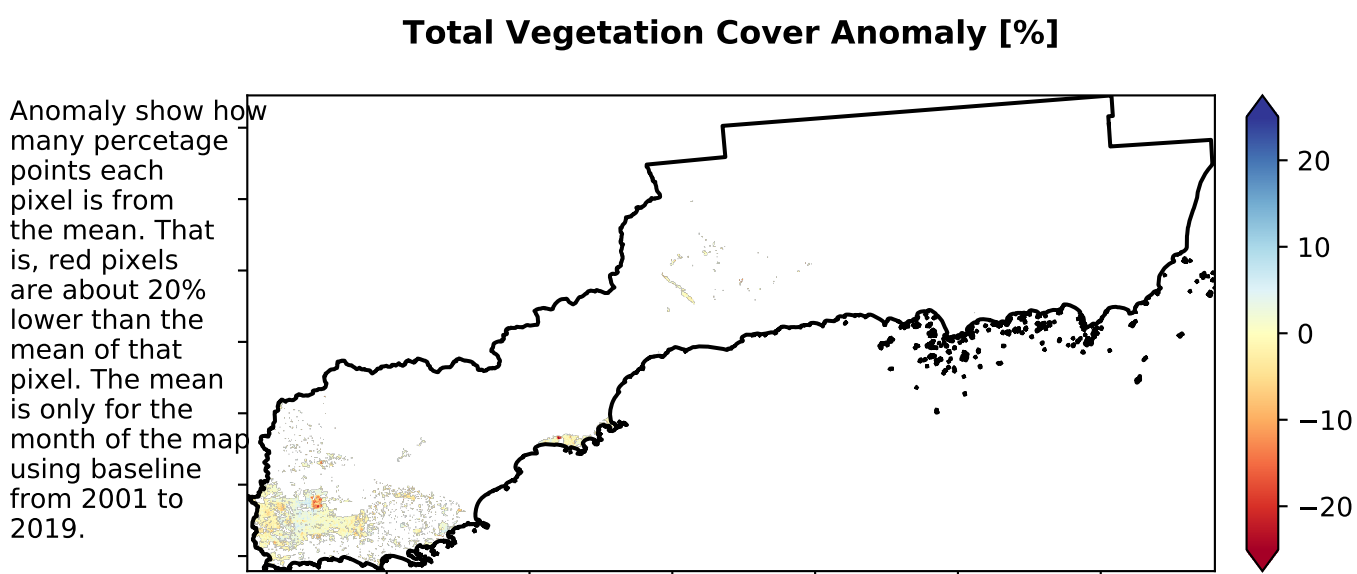 Total Vegetation Cover Anomaly [%]
Anomaly show how
many percetage
points each
pixel is from
the mean. That
is, red pixels
are about 20%
lower than the
mean of that
pixel. The mean
is only for the
month of the map
using baseline
from 2001 to
2019.
20
10
0
−10
−20